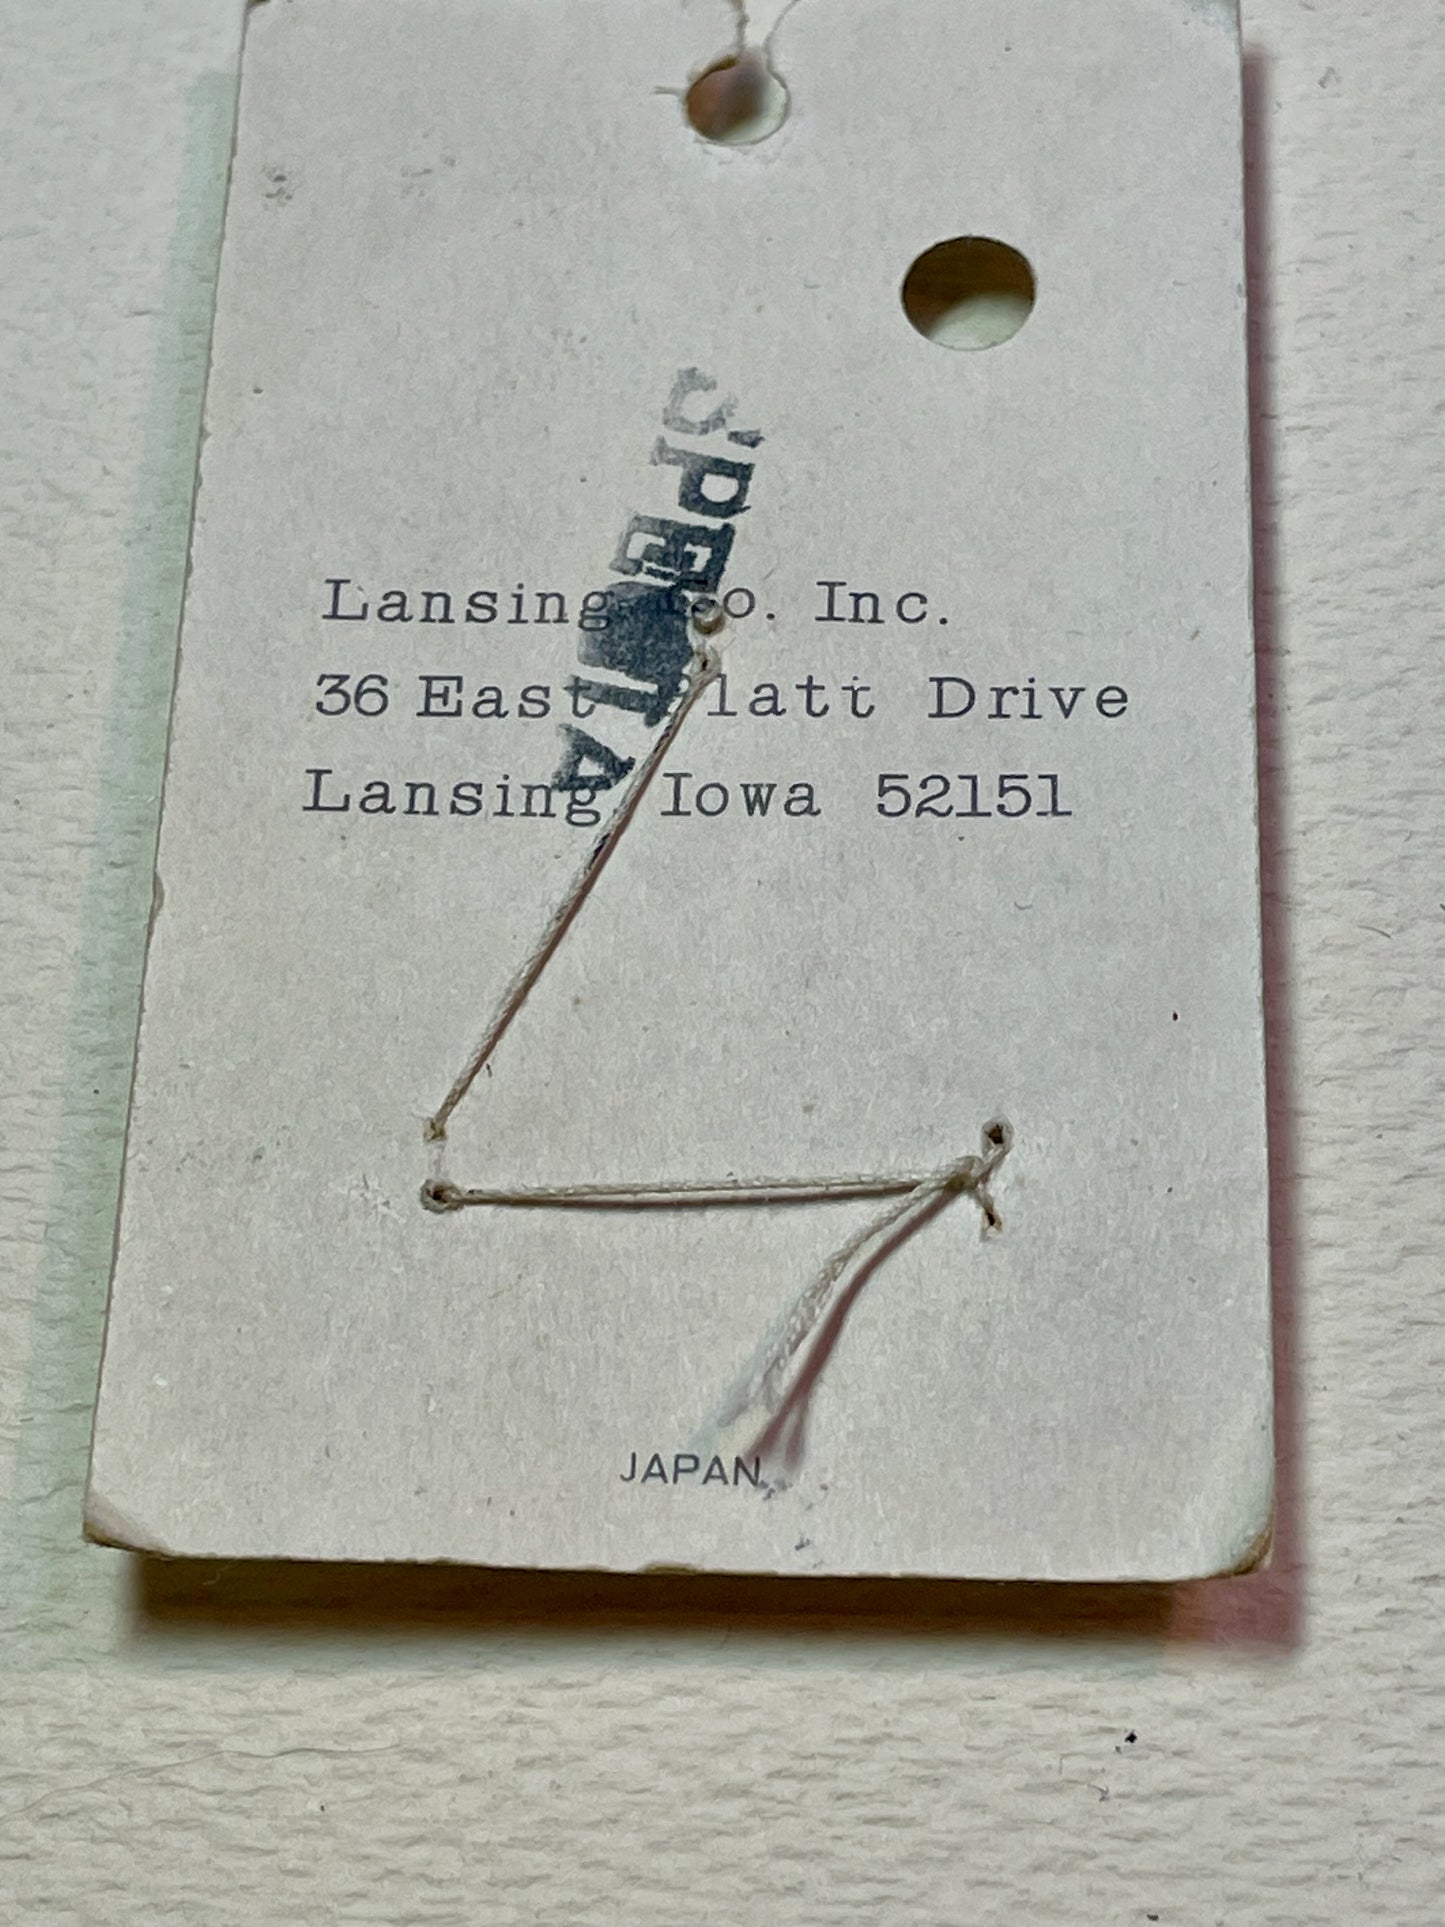 Lansing Co. Inc.
36 East Platt Drive
Lansing Iowa 52151
JAPAN